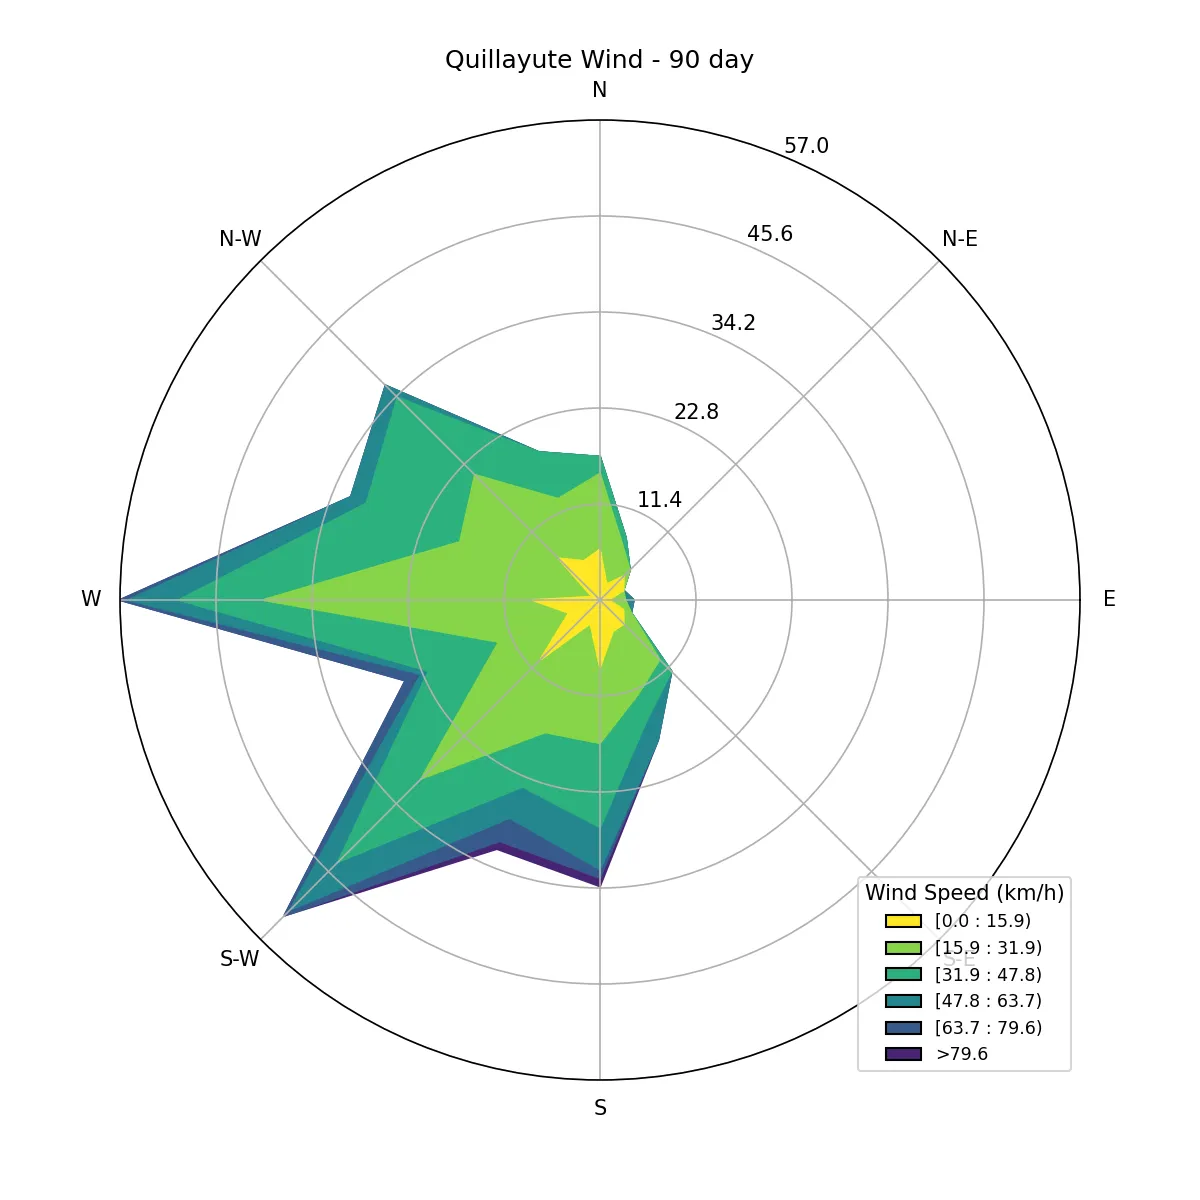 Quillayute Wind - 90 day
N
57.0
N-W
45.6
N-E
34.2
22.8
11.4
W
E
Wind Speed (km/h)
[0.0 : 15.9)
[15.9 : 31.9)
S-W
S-E
[31.9 : 47.8)
[47.8 : 63.7)
[63.7 : 79.6)
>79.6
S